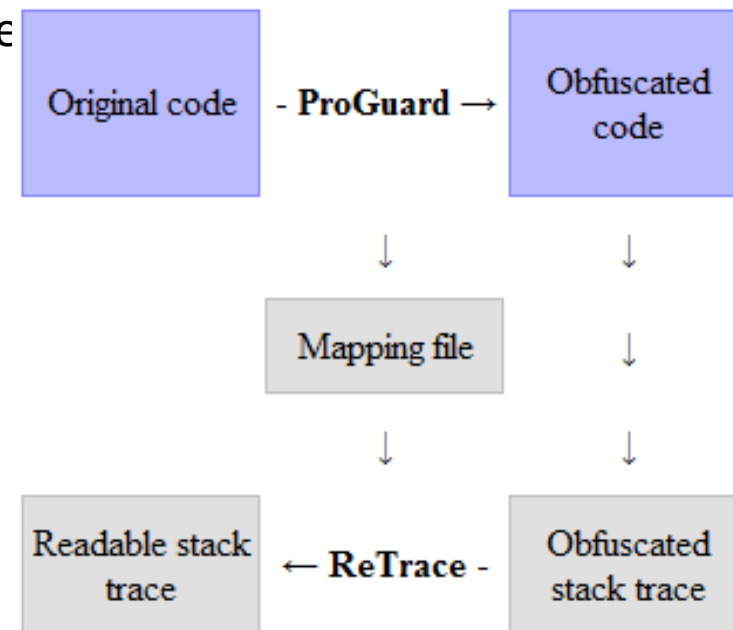 Original code - ProGuard → Obfuscated
code
↓ ↓
Mapping file ↓
↓ ↓
Readable stack
trace
← ReTrace -
Obfuscated
stack trace